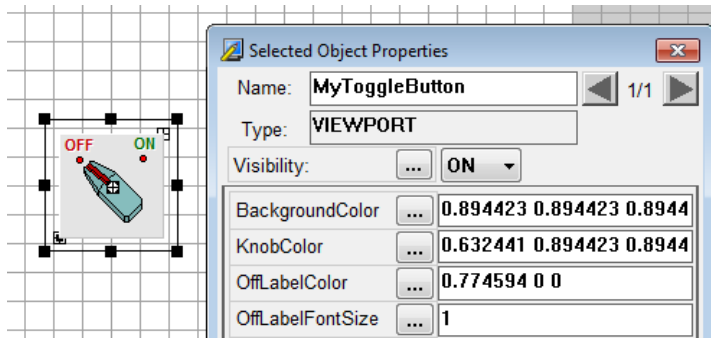 Selected Object Properties
Name: MyToggleButton 1/1
Type: VIEWPORT
Visibility: ... ON
OFF ON
BackgroundColor ... 0.894423 0.894423 0.8944
KnobColor ... 0.632441 0.894423 0.8944
OffLabelColor ... 0.774594 0 0
OffLabelFontSize ... 1